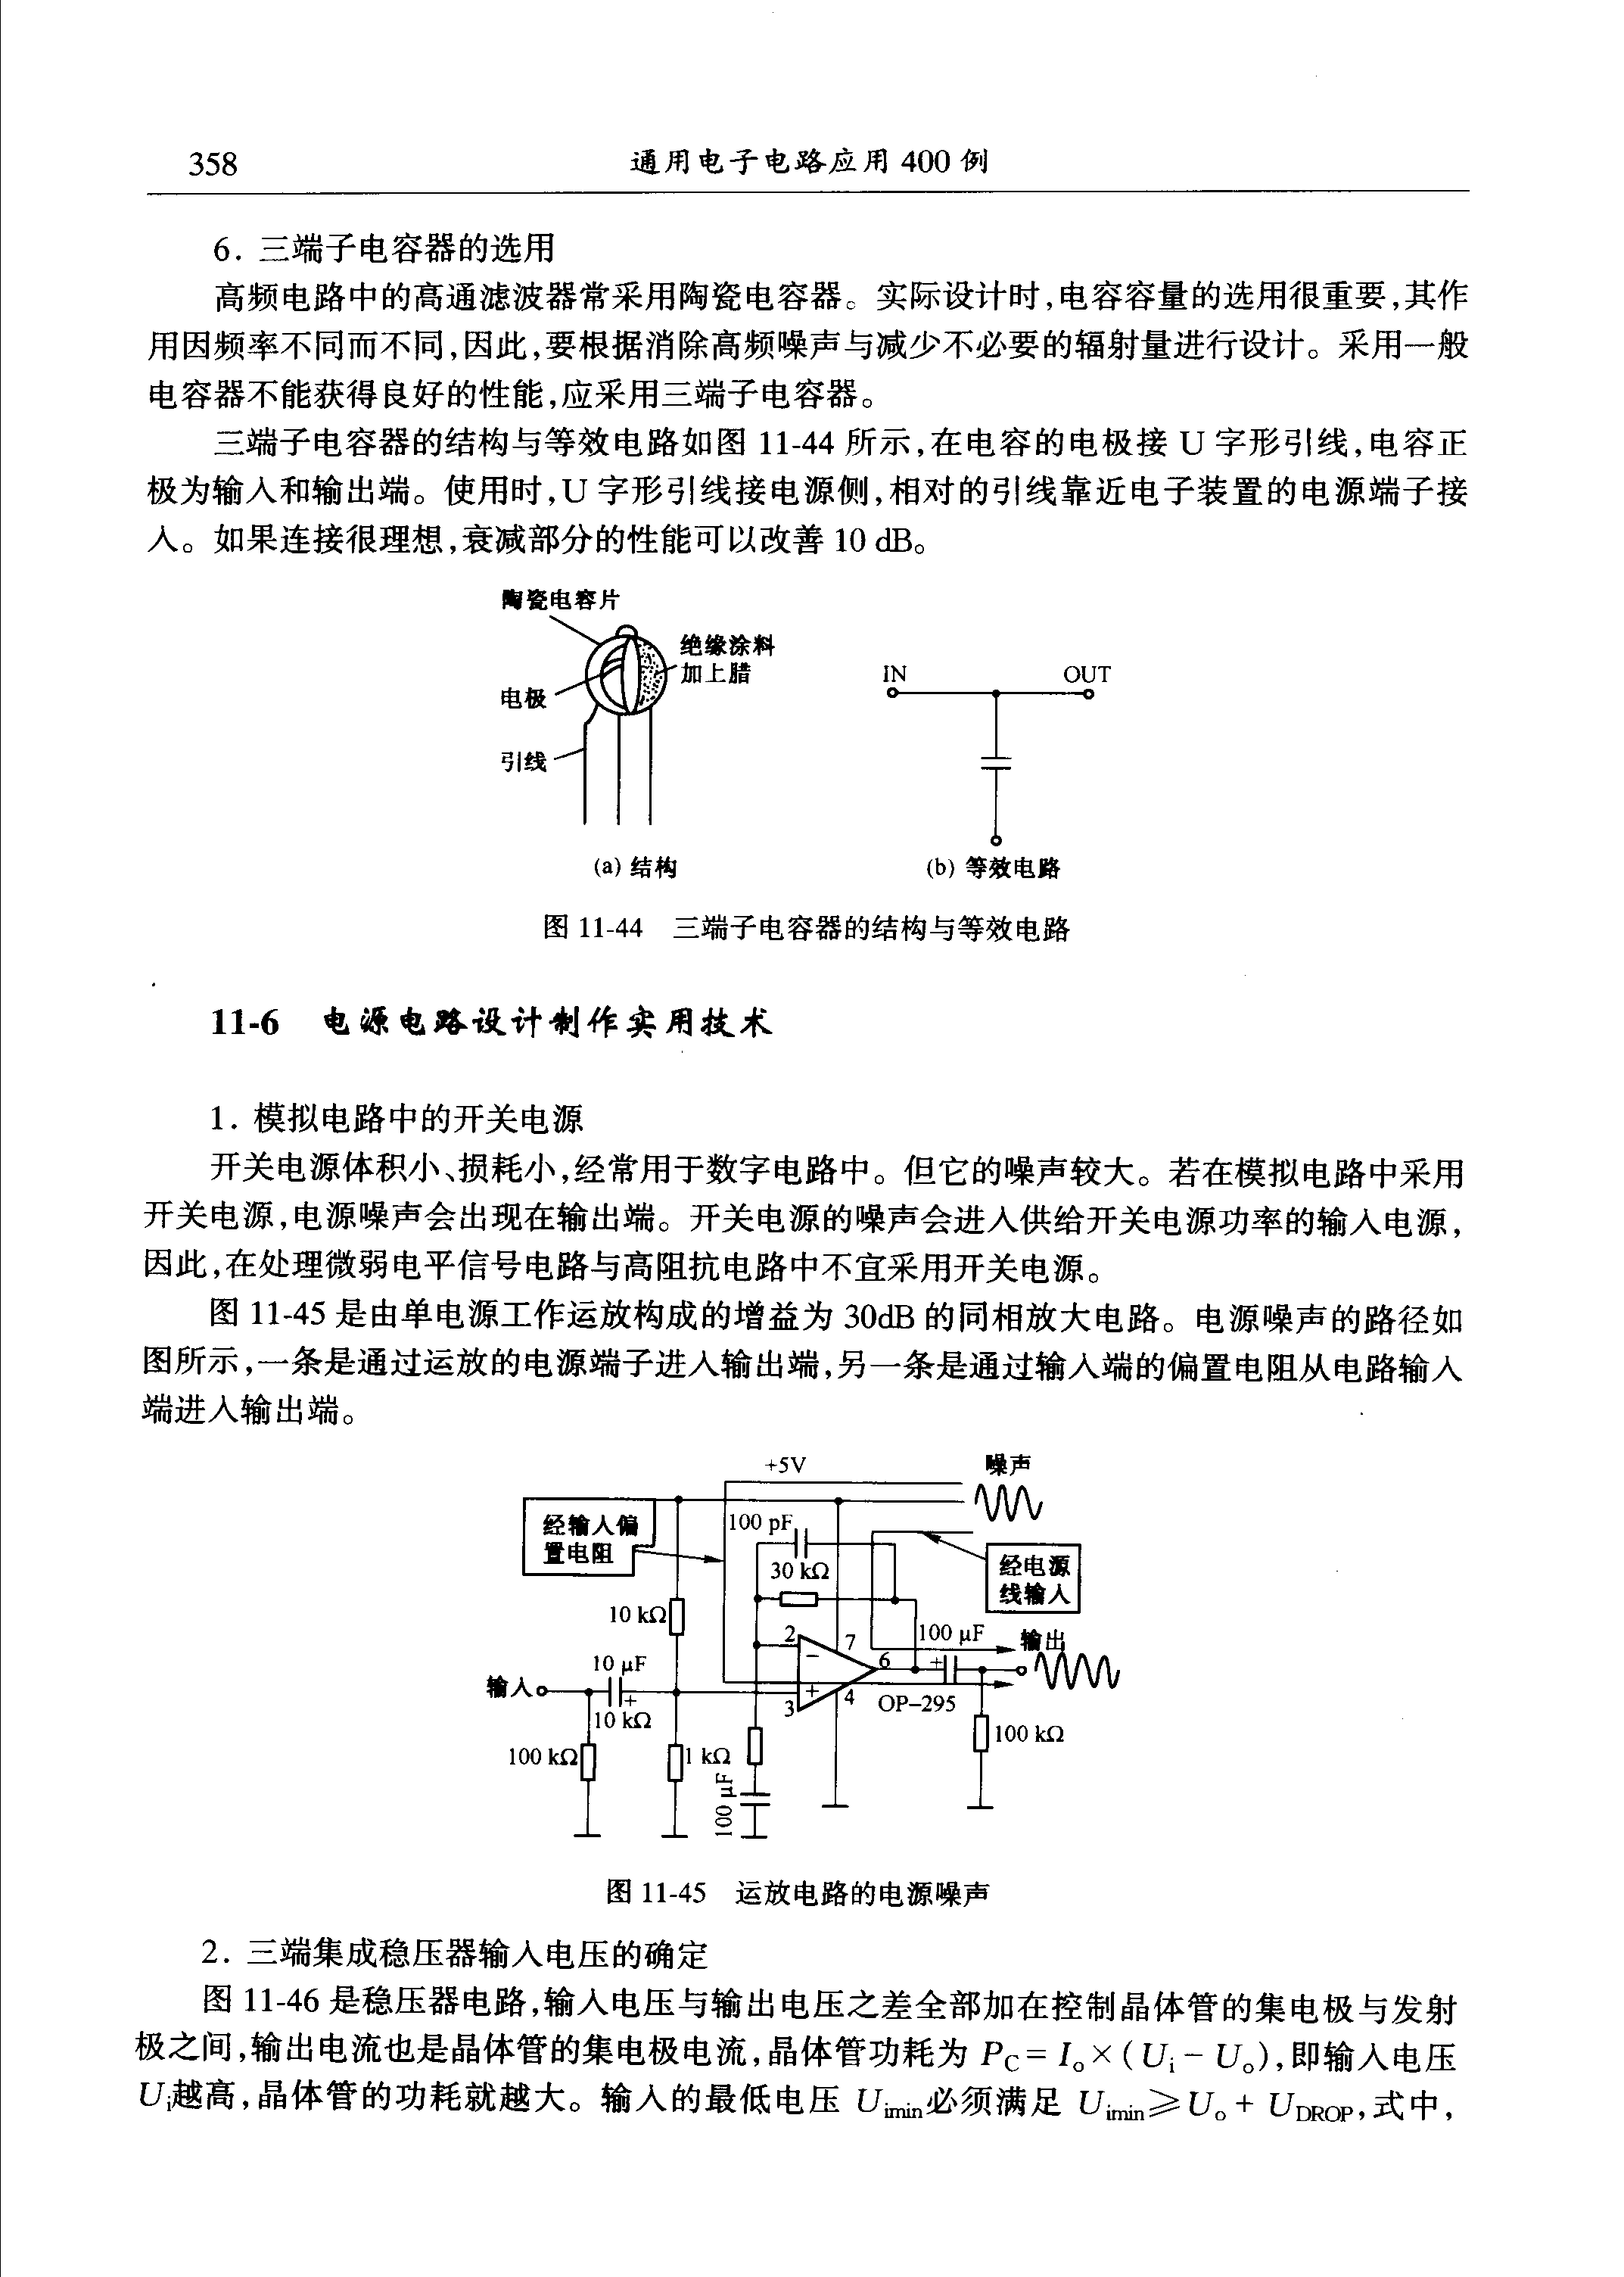 358
通用电子电路应用 400 例
6. 三端子电容器的选用
高频电路中的高通滤波器常采用陶瓷电容器。实际设计时,电容容量的选用很重要,其作
用因频率不同而不同,因此,要根据消除高频噪声与减少不必要的辐射量进行设计。采用一般
电容器不能获得良好的性能,应采用三端子电容器。
三端子电容器的结构与等效电路如图 11-44 所示,在电容的电极接 U 字形引线,电容正
极为输入和输出端。使用时,U 字形引线接电源侧,相对的引线靠近电子装置的电源端子接
入。如果连接很理想,衰减部分的性能可以改善 10 dB。
陶瓷电容片
绝缘涂料
加上腊
电极
引线
IN
OUT
(a) 结构
(b) 等效电路
图 11-44 三端子电容器的结构与等效电路
11-6 电源电路设计制作实用技术
1. 模拟电路中的开关电源
开关电源体积小、损耗小,经常用于数字电路中。但它的噪声较大。若在模拟电路中采用
开关电源,电源噪声会出现在输出端。开关电源的噪声会进入供给开关电源功率的输入电源,
因此,在处理微弱电平信号电路与高阻抗电路中不宜采用开关电源。
图 11-45 是由单电源工作运放构成的增益为 30dB 的同相放大电路。电源噪声的路径如
图所示,一条是通过运放的电源端子进入输出端,另一条是通过输入端的偏置电阻从电路输入
端进入输出端。
+5V
噪声
经输入偏
置电阻
100 pF
30 kΩ
经电源
线输入
10 kΩ
2
7
100 μF
输出
−
6
+
10 μF
输入
+
+
3
4
OP-295
10 kΩ
100 kΩ
100 kΩ
1 kΩ
100 μF
图 11-45 运放电路的电源噪声
2. 三端集成稳压器输入电压的确定
图 11-46 是稳压器电路,输入电压与输出电压之差全部加在控制晶体管的集电极与发射
极之间,输出电流也是晶体管的集电极电流,晶体管功耗为 PC = Io × (Ui − Uo),即输入电压
Ui越高,晶体管的功耗就越大。输入的最低电压 Uimin必须满足 Uimin ≥ Uo + UDROP,式中,